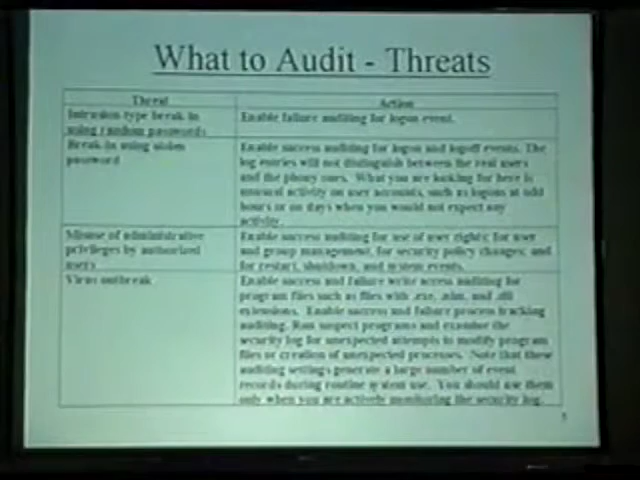 What to Audit - Threats
Threat
Action
Intrusion-type break-in
using random passwords
Enable failure auditing for logon event.
Break-in using stolen
password
Enable success auditing for logon and logoff events. The
log entries will not distinguish between the real users
and the phony ones. What you are looking for here is
unusual activity on user accounts, such as logons at odd
hours or on days when you would not expect any
activity.
Misuse of administrative
privileges by authorized
users
Enable success auditing for use of user rights; for user
and group management, for security policy changes; and
for restart, shutdown, and system events.
Virus outbreak
Enable success and failure write access auditing for
program files such as files with .exe, and .dll
extensions. Enable success and failure process tracking
auditing. Run suspect programs and examine the
security log for unexpected attempts to modify program
files or creation of unexpected processes. Note that these
auditing settings generate a large number of event
records during routine system use. You should use them
only when you are actively monitoring the security log.